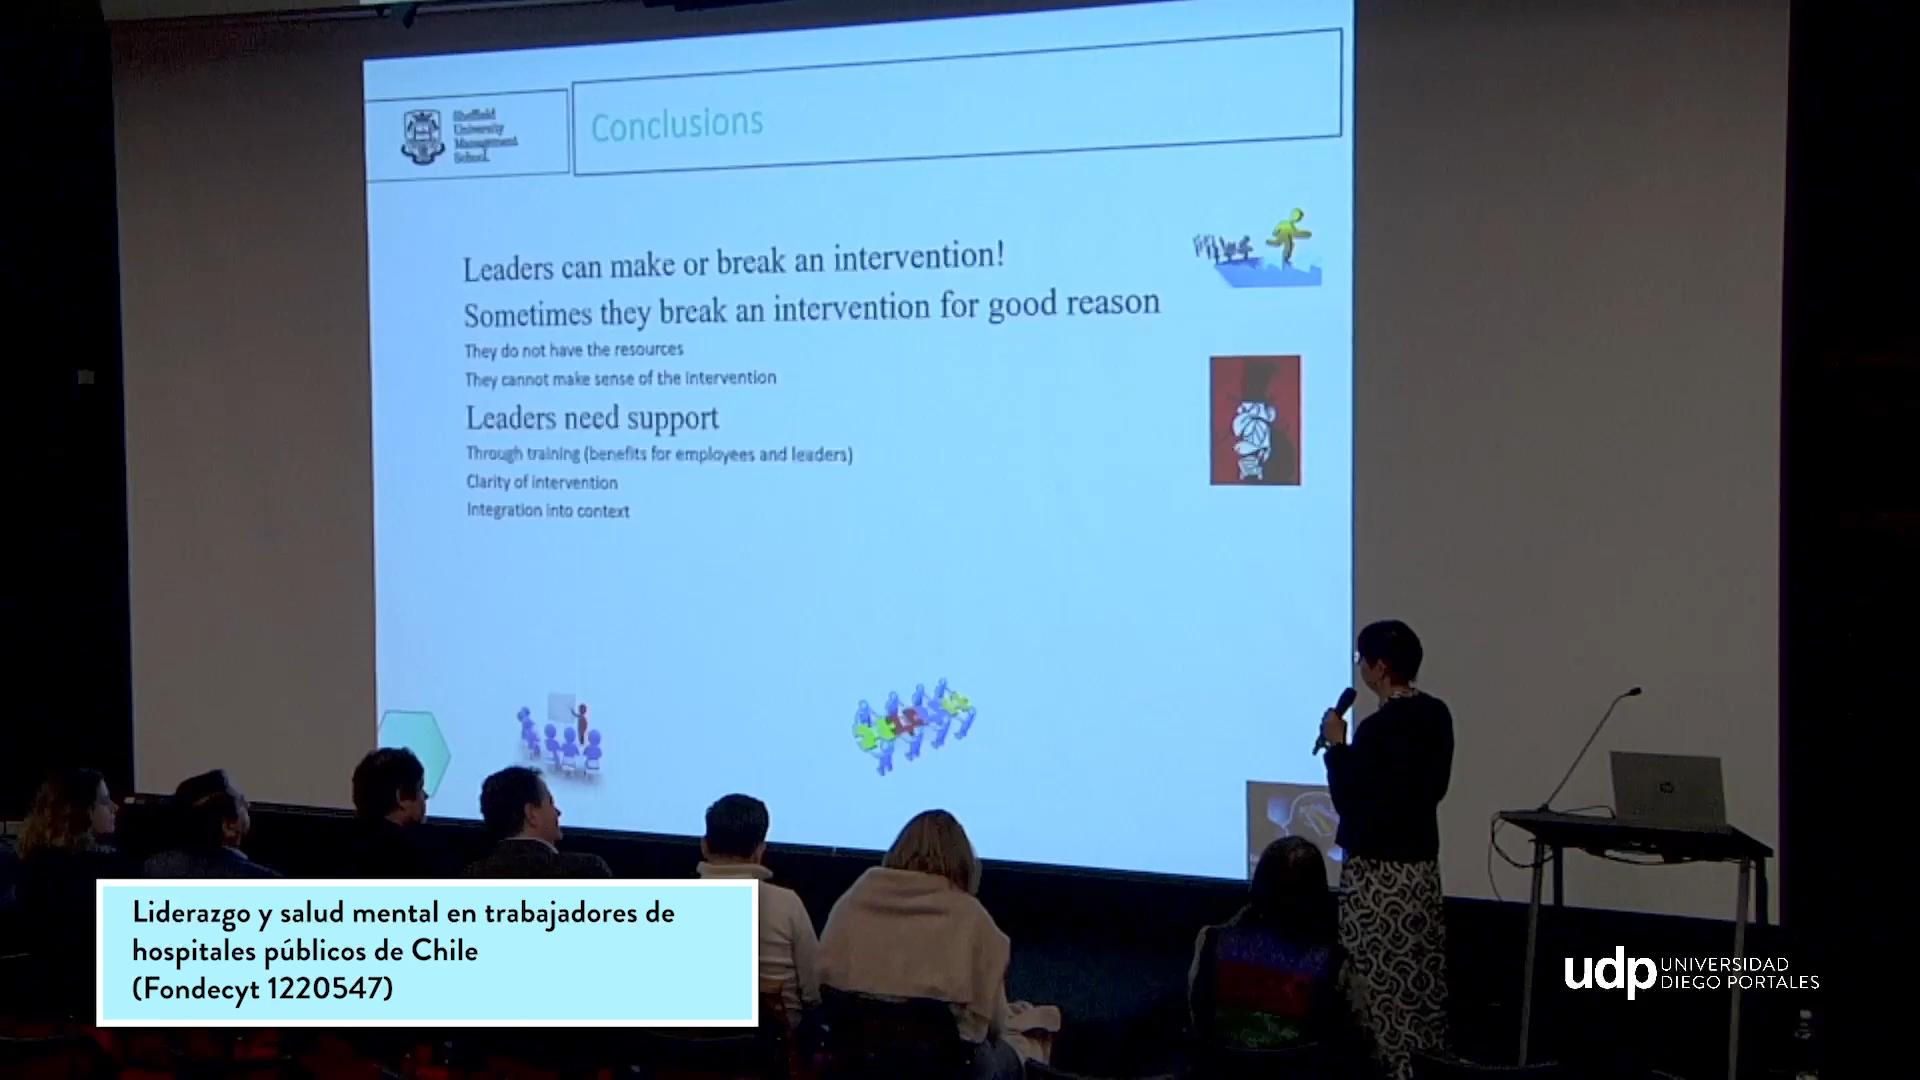 Sheffield
University
Management
School.
Conclusions
Leaders can make or break an intervention!
Sometimes they break an intervention for good reason
They do not have the resources
They cannot make sense of the intervention
Leaders need support
Through training (benefits for employees and leaders)
Clarity of intervention
Integration into context
Liderazgo y salud mental en trabajadores de
hospitales públicos de Chile
(Fondecyt 1220547)
udp UNIVERSIDAD
DIEGO PORTALES
hp